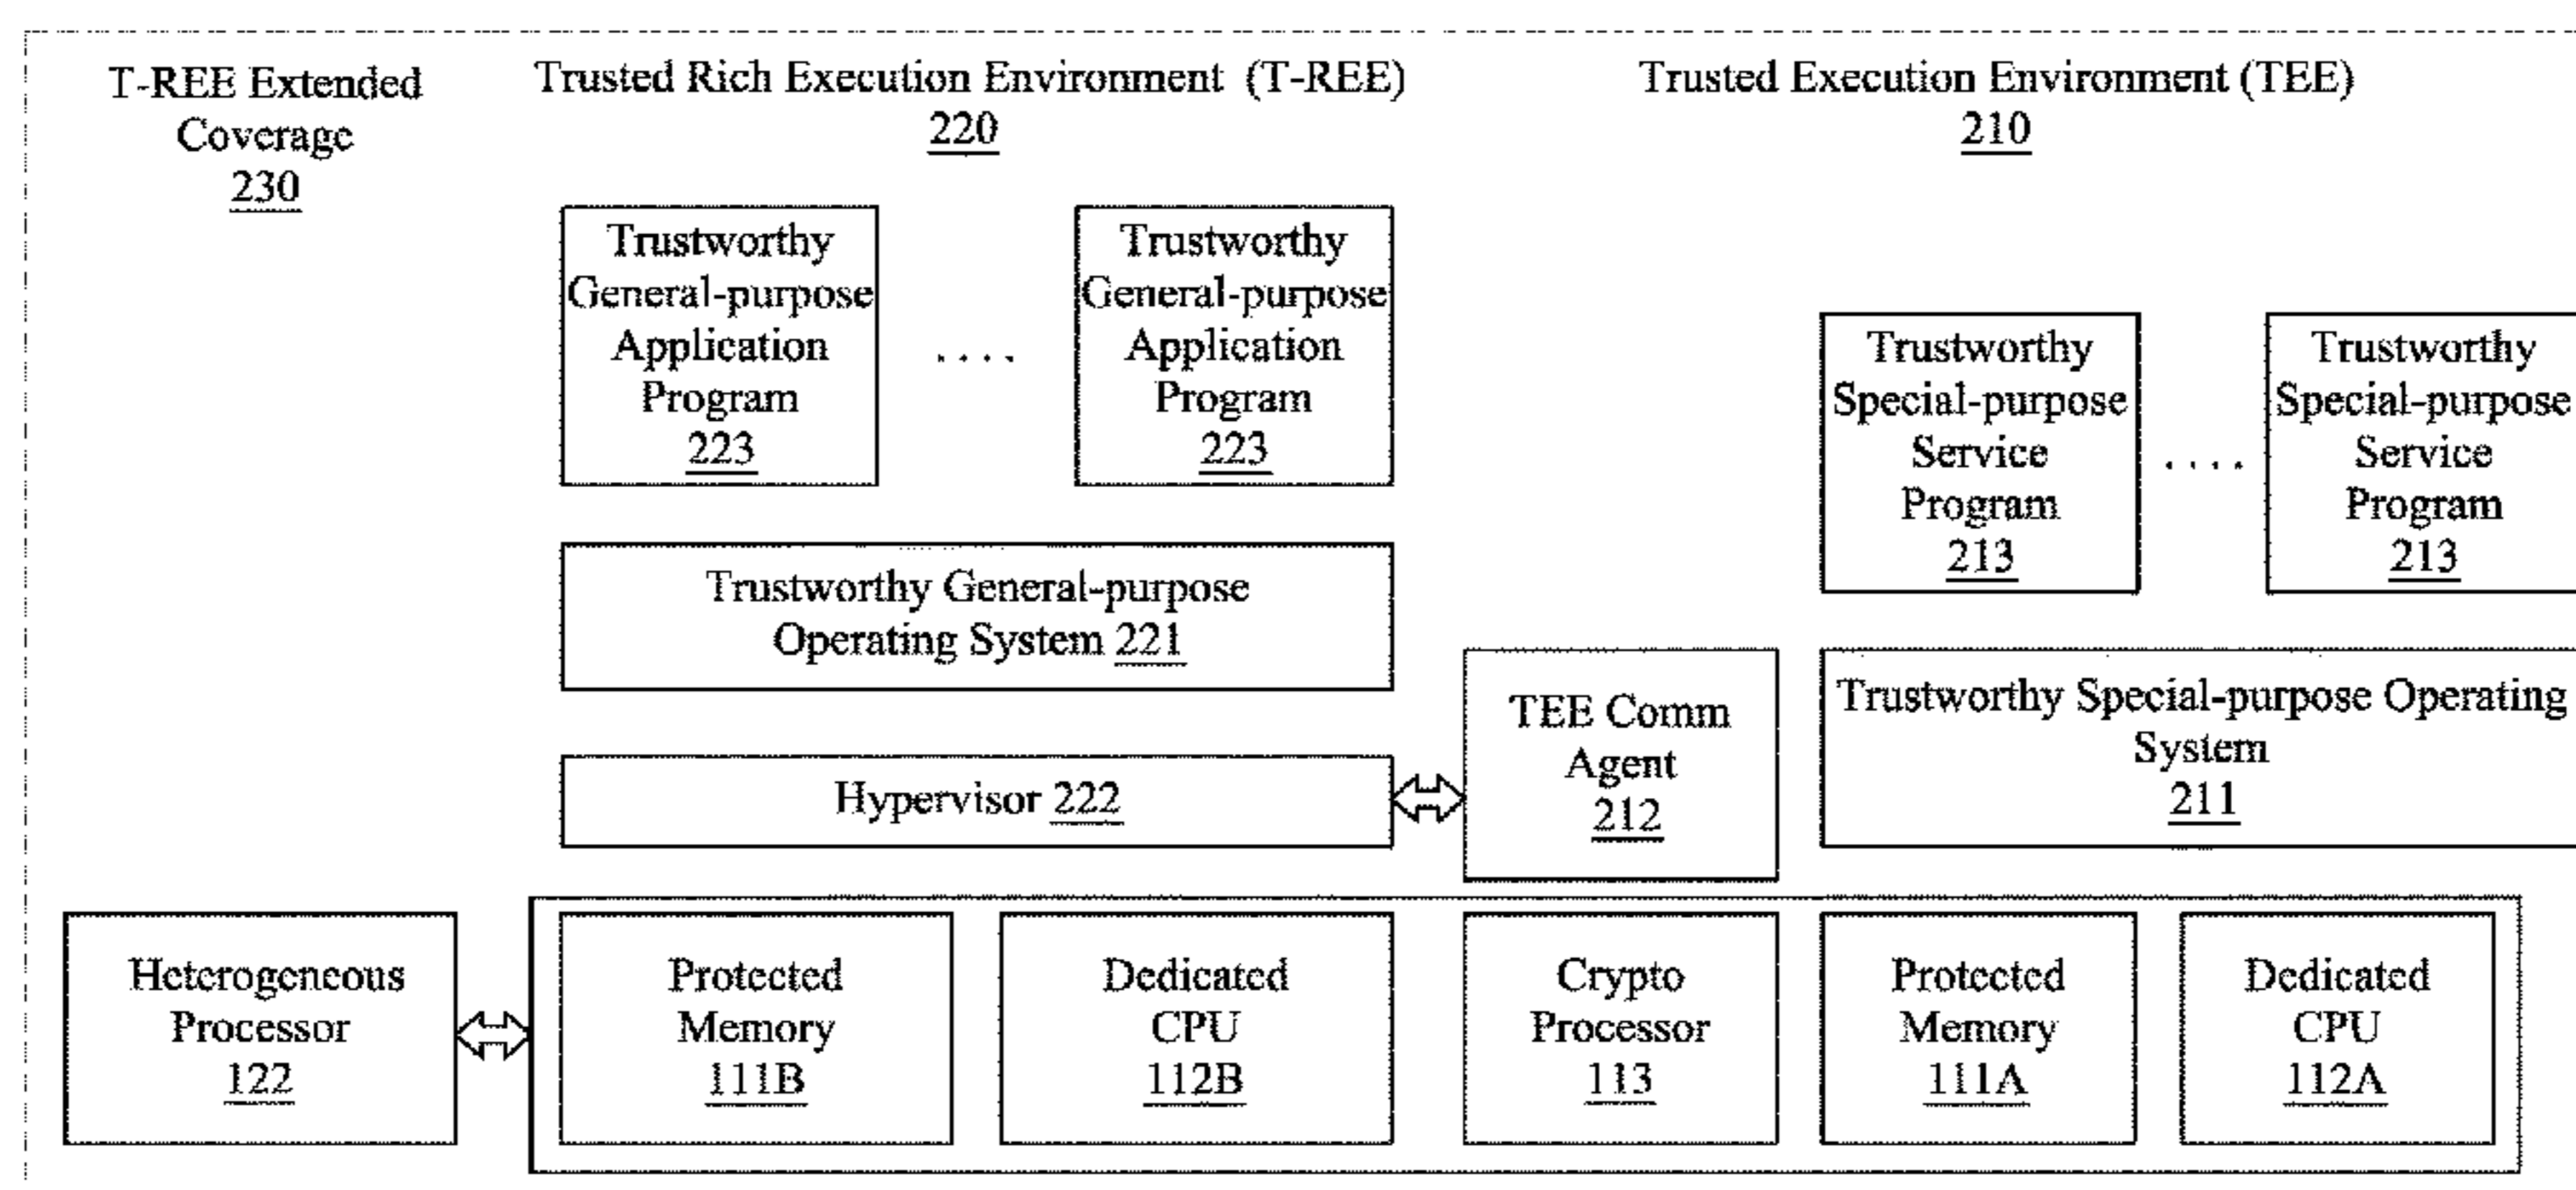 T-REE Extended
Coverage
230
Trusted Rich Execution Environment (T-REE)
220
Trusted Execution Environment (TEE)
210
Trustworthy
General-purpose
Application
Program
223
....
Trustworthy
General-purpose
Application
Program
223
Trustworthy
Special-purpose
Service
Program
213
....
Trustworthy
Special-purpose
Service
Program
213
Trustworthy General-purpose
Operating System 221
TEE Comm
Agent
212
Trustworthy Special-purpose Operating
System
211
Hypervisor 222
Heterogeneous
Processor
122
Protected
Memory
111B
Dedicated
CPU
112B
Crypto
Processor
113
Protected
Memory
111A
Dedicated
CPU
112A